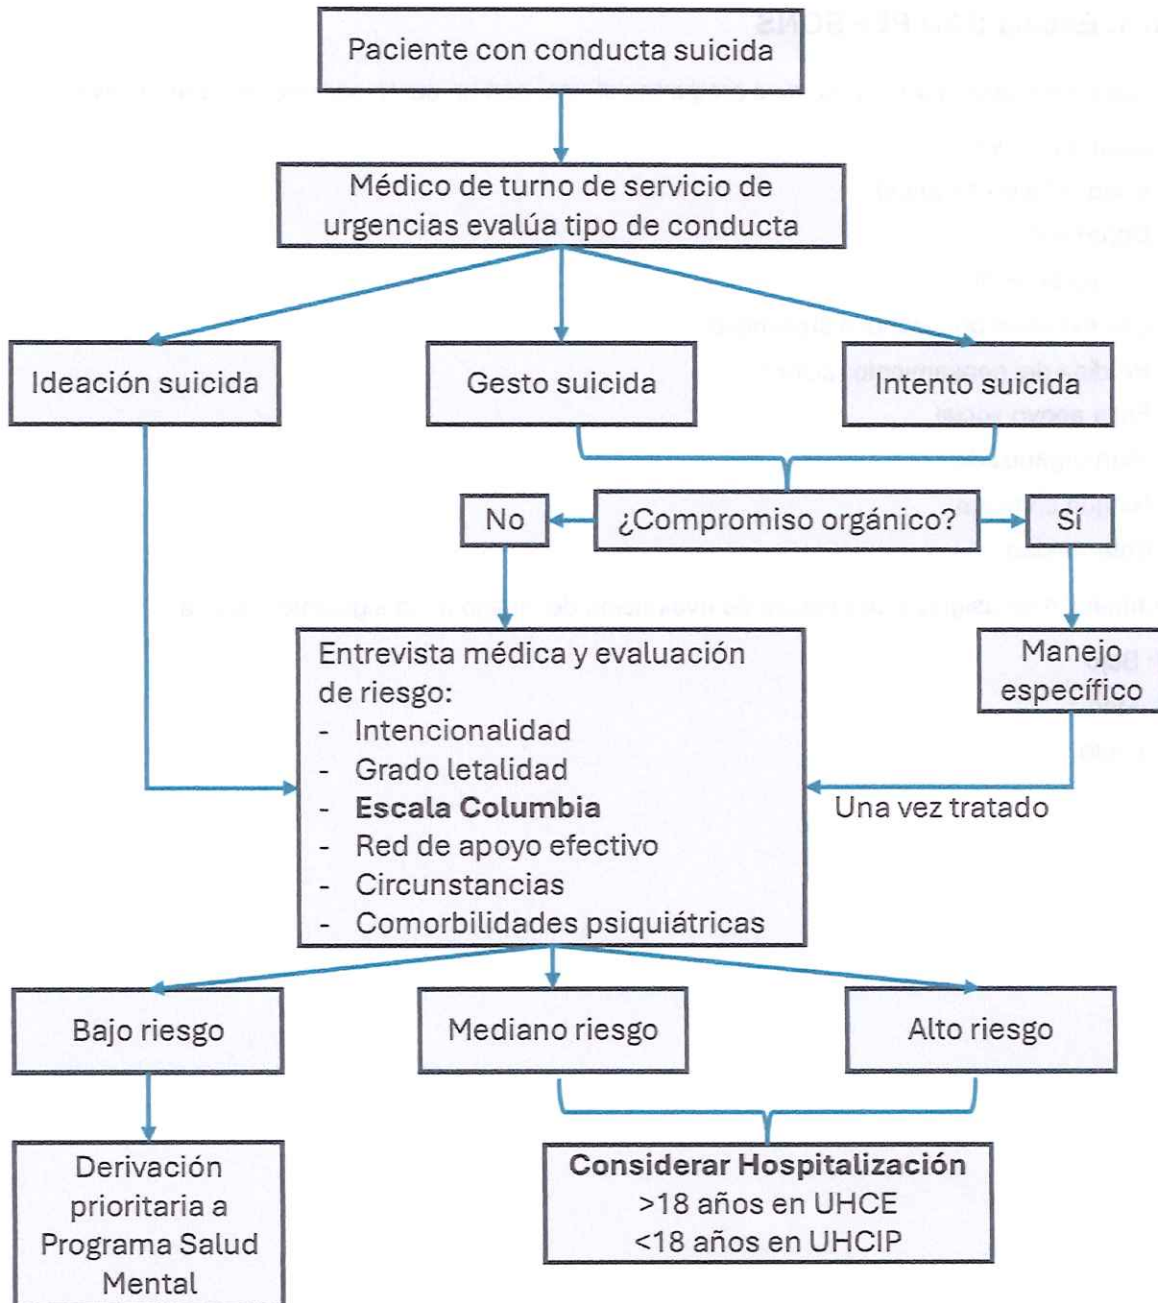 Paciente con conducta suicida
Médico de turno de servicio de
urgencias evalúa tipo de conducta
Ideación suicida
Gesto suicida
Intento suicida
No
¿Compromiso orgánico?
Sí
Entrevista médica y evaluación
de riesgo:
- Intencionalidad
- Grado letalidad
- Escala Columbia
- Red de apoyo efectivo
- Circunstancias
- Comorbilidades psiquiátricas
Manejo
específico
Una vez tratado
Bajo riesgo
Mediano riesgo
Alto riesgo
Derivación
prioritaria a
Programa Salud
Mental
Considerar Hospitalización
>18 años en UHCE
<18 años en UHCIP